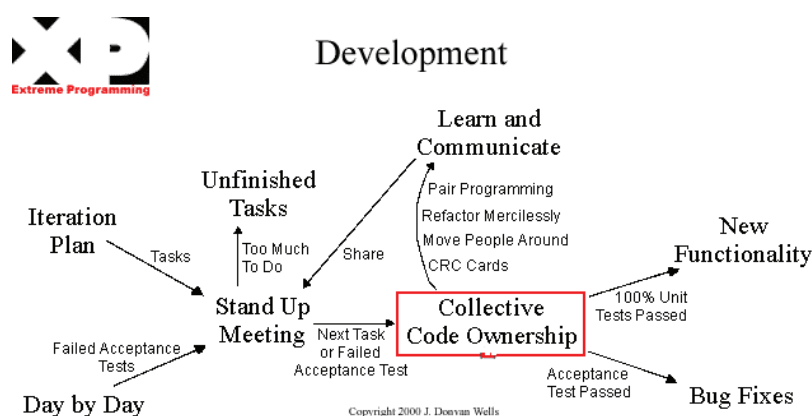 XP
Extreme Programming
Development
Learn and
Communicate
Unfinished
Tasks
Pair Programming
Refactor Mercilessly
Move People Around
CRC Cards
Iteration
Plan
New
Functionality
Tasks
Too Much
To Do
Share
Stand Up
Meeting
Collective
Code Ownership
100% Unit
Tests Passed
Next Task
or Failed
Acceptance Test
Failed Acceptance
Tests
Acceptance
Test Passed
Day by Day
Bug Fixes
Copyright 2000 J. Donvan Wells